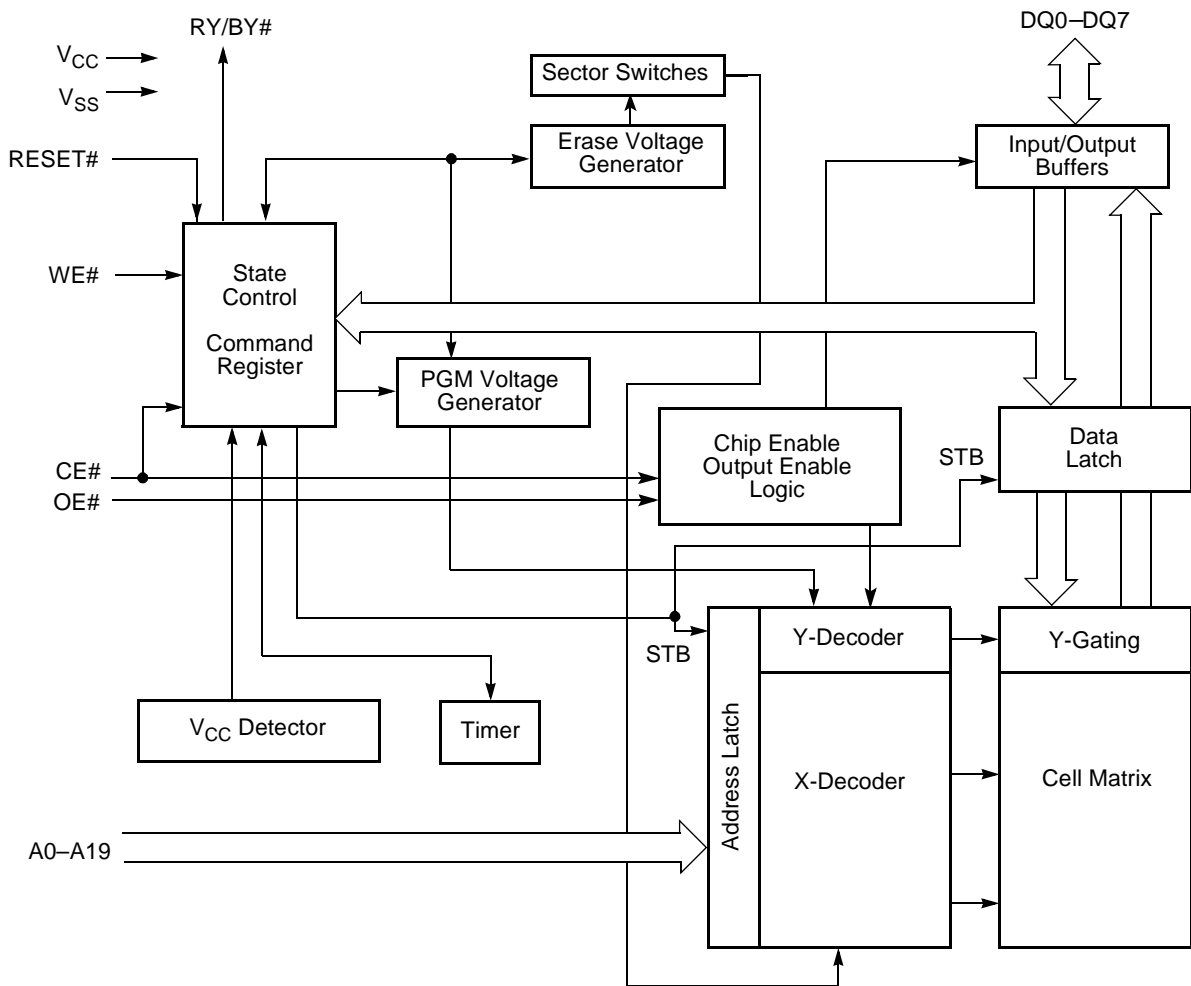 RY/BY#
DQ0–DQ7
VCC
VSS
Sector Switches
Erase Voltage
Generator
Input/Output
Buffers
RESET#
WE#
State
Control
Command
Register
PGM Voltage
Generator
Chip Enable
Output Enable
Logic
STB
Data
Latch
CE#
OE#
STB
Y-Decoder
Y-Gating
VCC Detector
Timer
Address Latch
X-Decoder
Cell Matrix
A0–A19